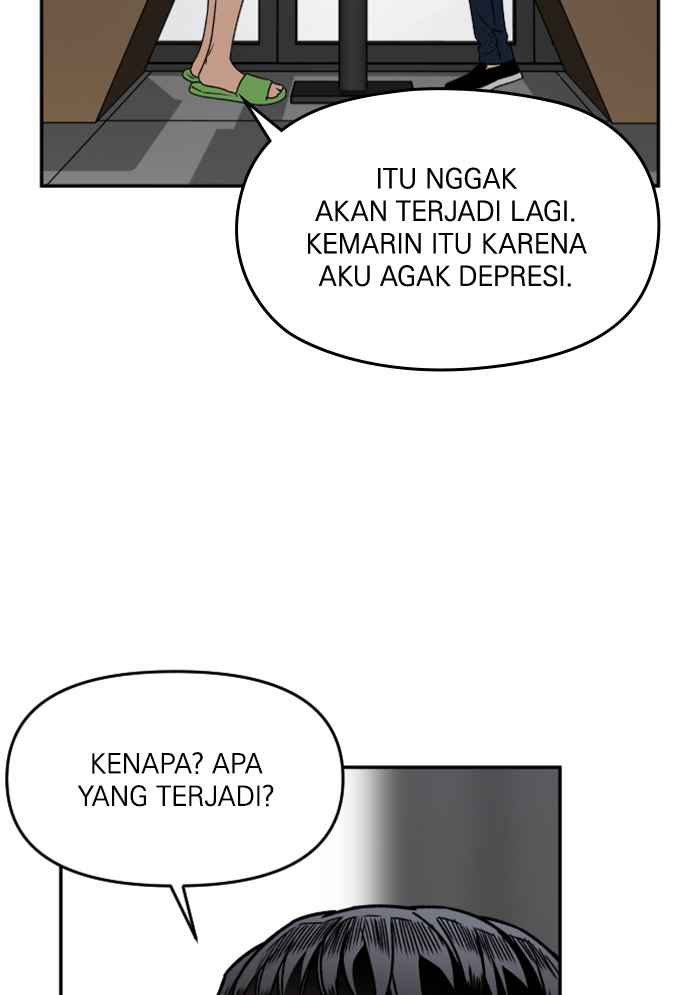 ITU NGGAK
AKAN TERJADI LAGI.
KEMARIN ITU KARENA
AKU AGAK DEPRESI.
KENAPA? APA
YANG TERJADI?